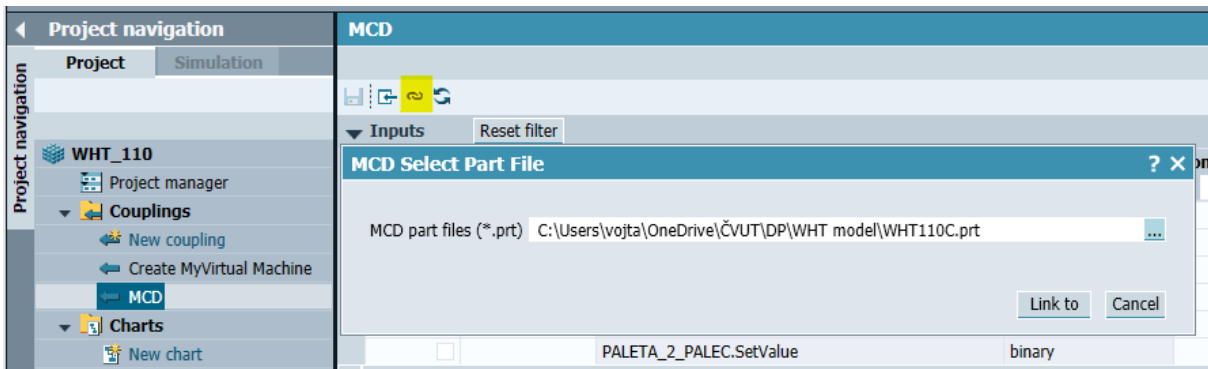 Project navigation
MCD
Project navigation
Project
Simulation
Inputs
Reset filter
WHT_110
Project manager
Couplings
New coupling
Create MyVirtual Machine
MCD
Charts
New chart
MCD Select Part File
? ×
MCD part files (*.prt) C:\Users\vojta\OneDrive\ČVUT\DP\WHT model\WHT110C.prt ...
Link to
Cancel
PALETA_2_PALEC.SetValue
binary